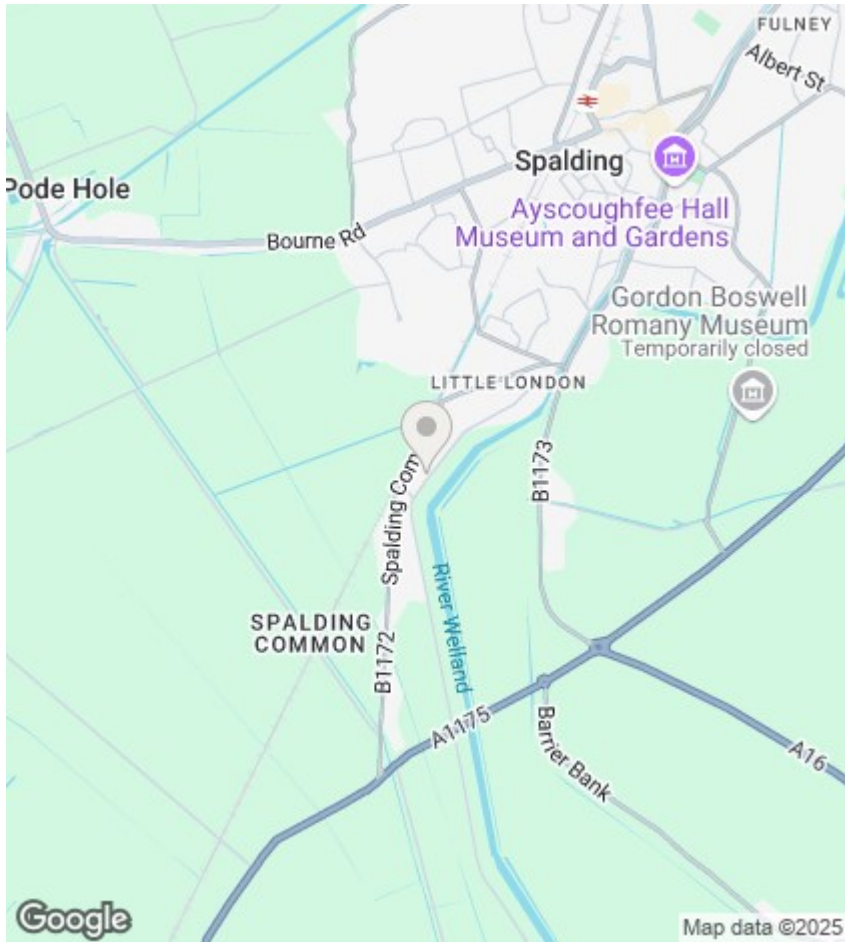 FULNEY
Albert St
Spalding
Pode Hole
Ayscoughfee Hall
Museum and Gardens
Bourne Rd
Gordon Boswell
Romany Museum
Temporarily closed
LITTLE LONDON
Spalding Com
B1173
River Welland
SPALDING
COMMON
B1172
A1175
Barrier Bank
A16
Google
Map data ©2025